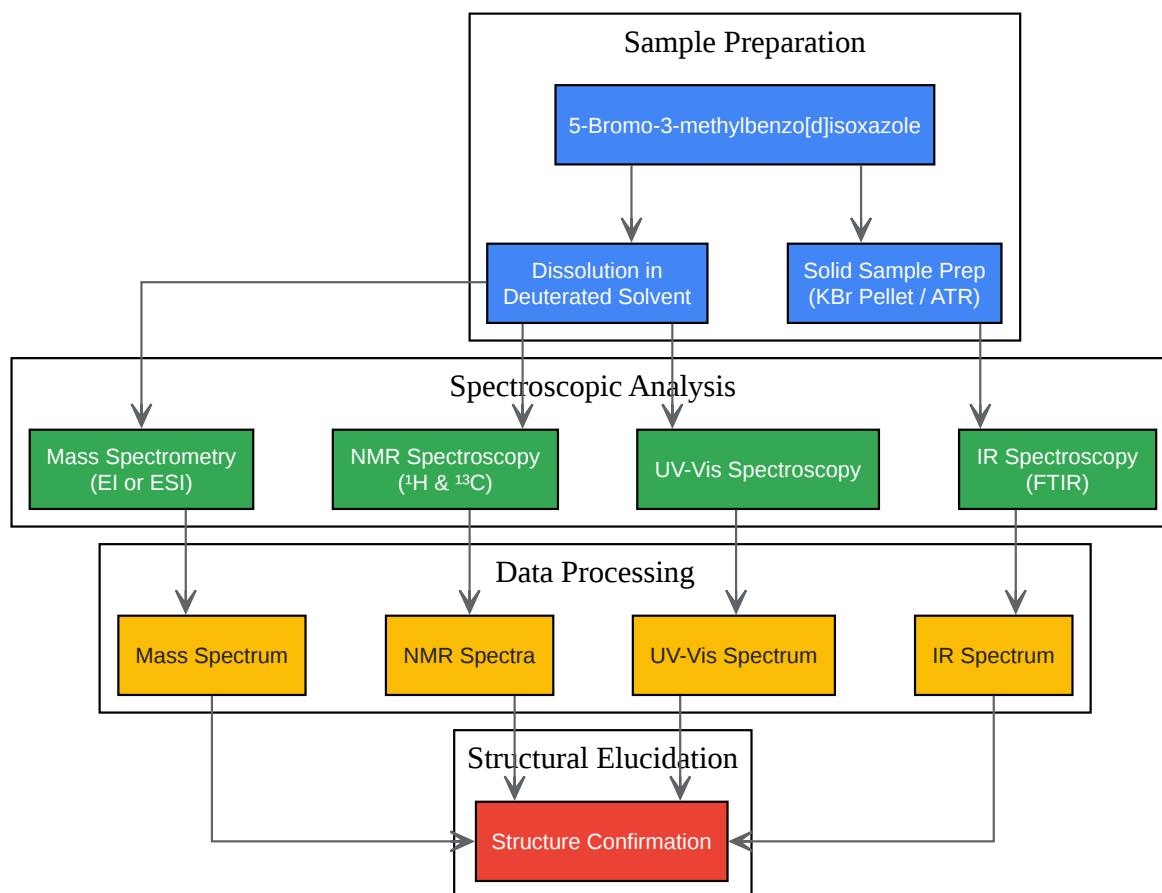 Sample Preparation
5-Bromo-3-methylbenzo[d]isoxazole
Dissolution in
Deuterated Solvent
Solid Sample Prep
(KBr Pellet / ATR)
Spectroscopic Analysis
Mass Spectrometry
(EI or ESI)
NMR Spectroscopy
(¹H & ¹³C)
UV-Vis Spectroscopy
IR Spectroscopy
(FTIR)
Data Processing
Mass Spectrum
NMR Spectra
UV-Vis Spectrum
IR Spectrum
Structural Elucidation
Structure Confirmation